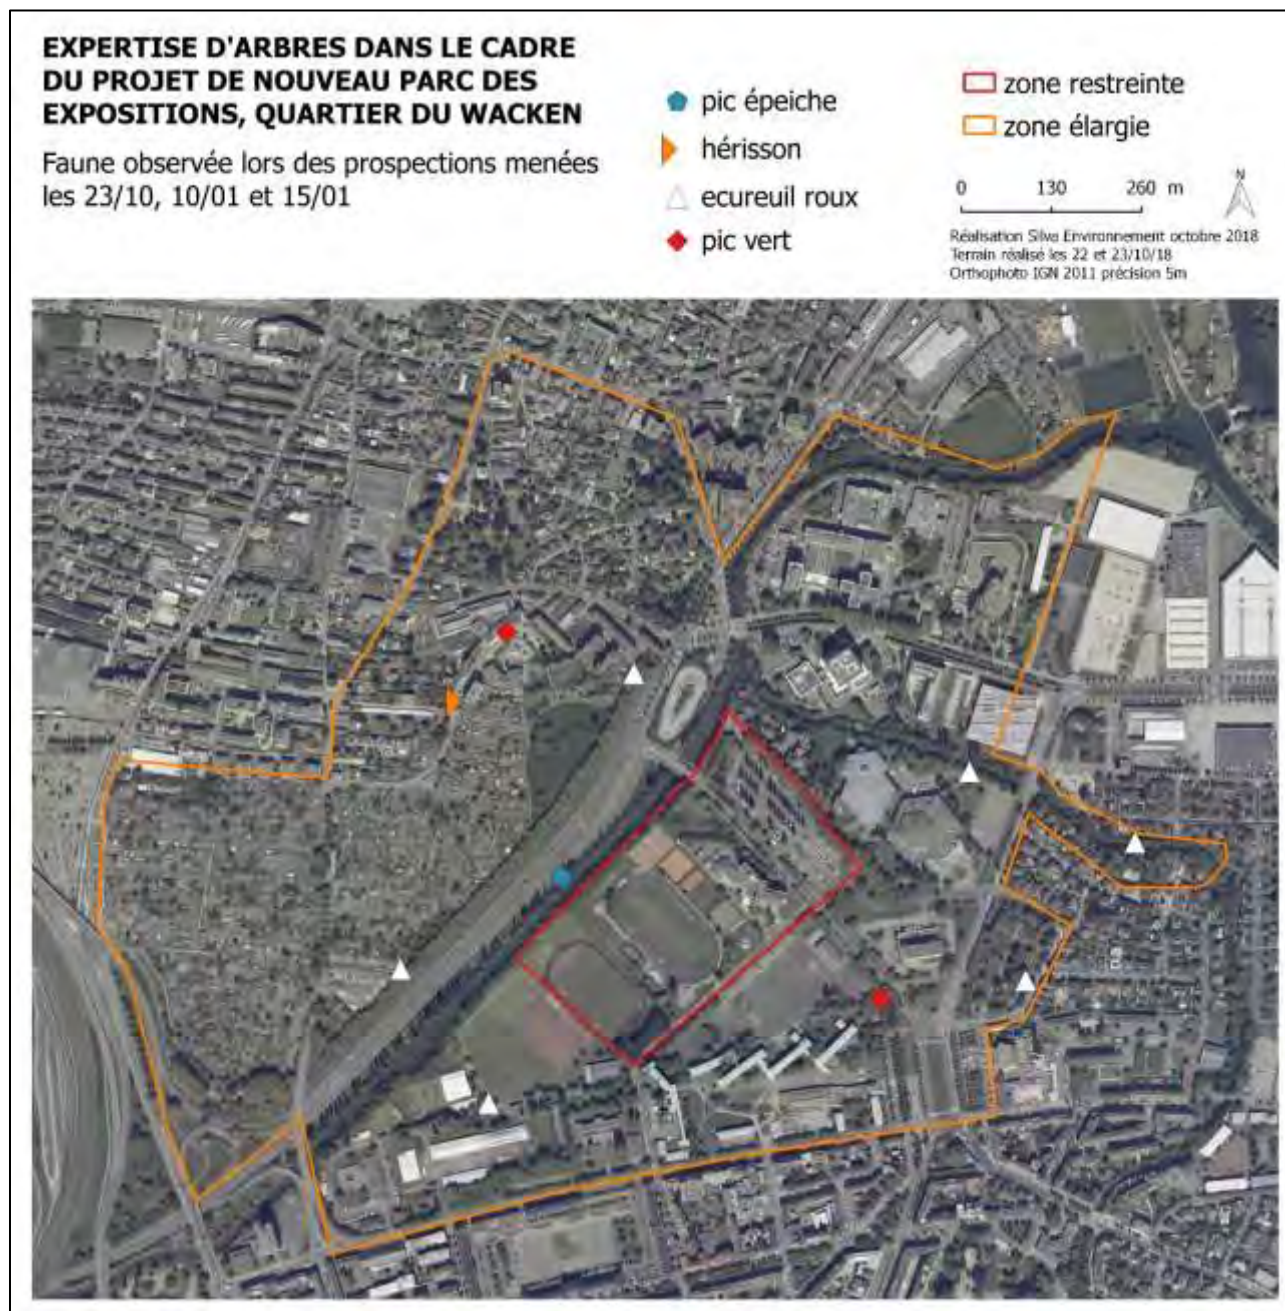 EXPERTISE D'ARBRES DANS LE CADRE
DU PROJET DE NOUVEAU PARC DES
EXPOSITIONS, QUARTIER DU WACKEN
Faune observée lors des prospections menées
les 23/10, 10/01 et 15/01
pic épeiche
hérisson
ecureuil roux
pic vert
zone restreinte
zone élargie
0 130 260 m
N
Réalisation Silva Environnement octobre 2018
Terrain réalisé les 22 et 23/10/18
Orthophoto IGN 2011 précision 5m